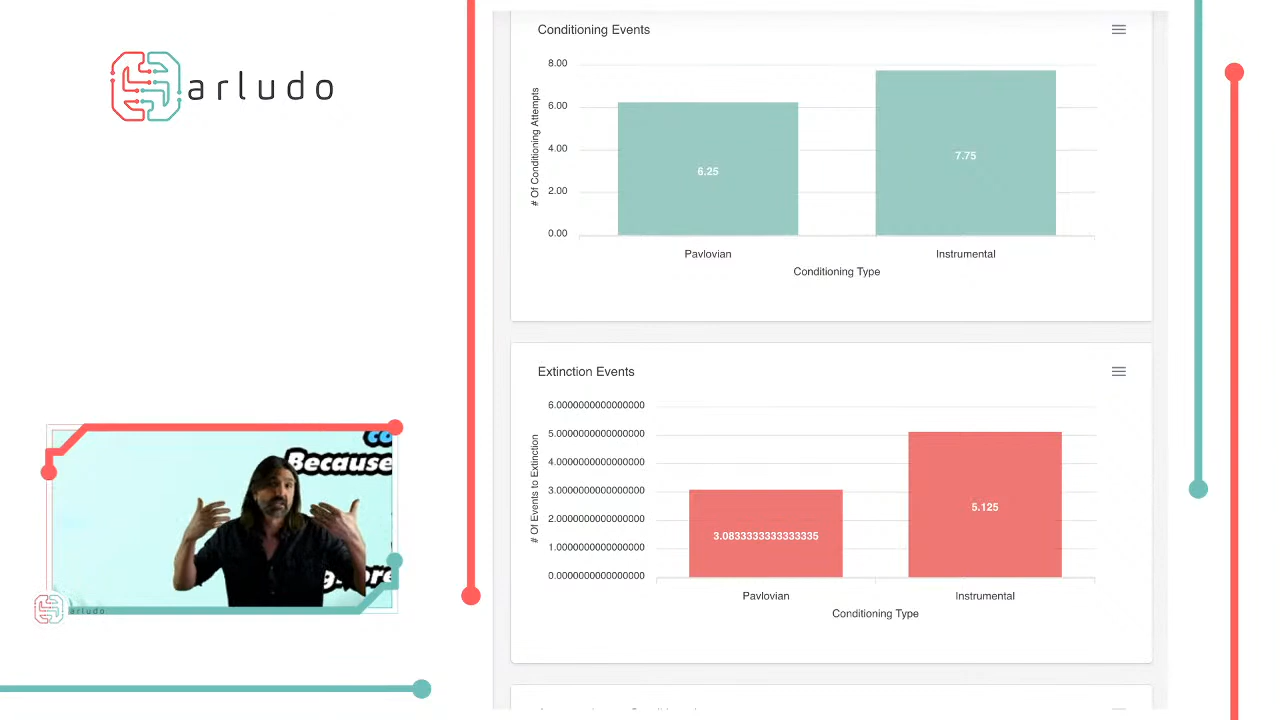 arludo
Conditioning Events
8.00
6.00
4.00
2.00
0.00
# Of Conditioning Attempts
6.25
7.75
Pavlovian
Instrumental
Conditioning Type
Extinction Events
6.0000000000000000
5.0000000000000000
4.0000000000000000
3.0000000000000000
2.0000000000000000
1.0000000000000000
0.0000000000000000
# Of Events to Extinction
3.0833333333333335
5.125
Pavlovian
Instrumental
Conditioning Type
co
Because
arludo